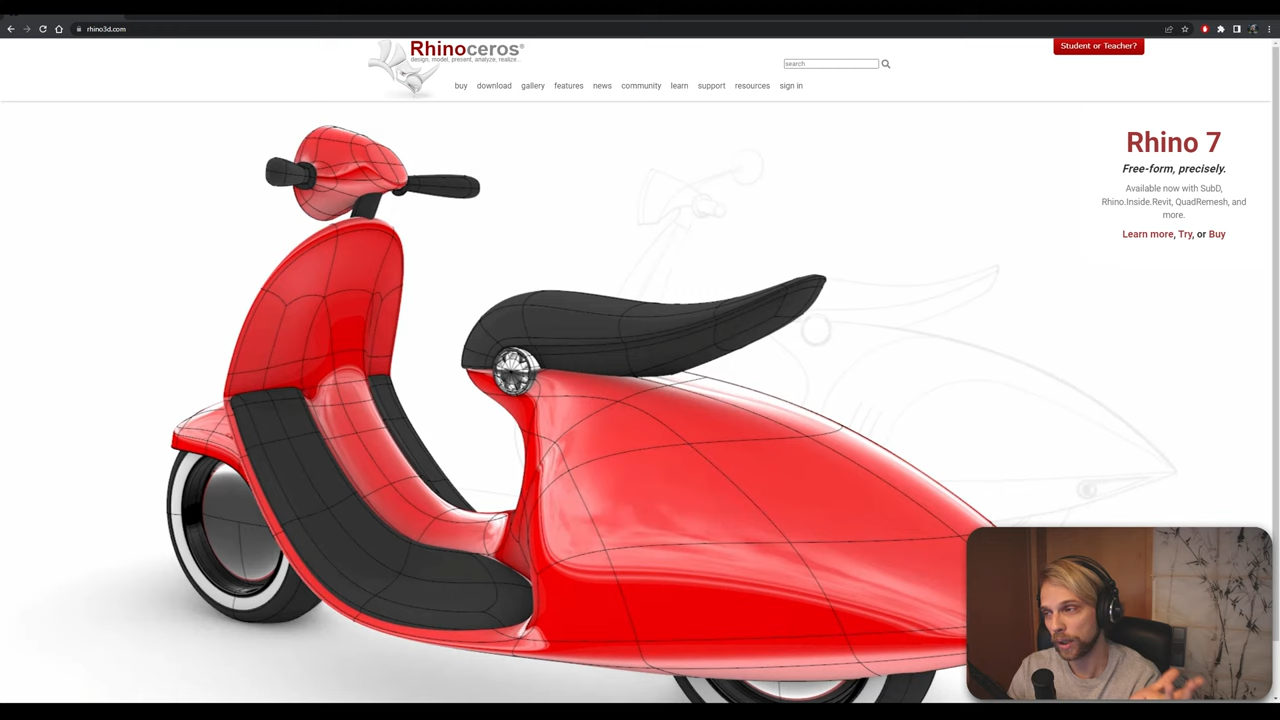 rhino3d.com
Rhinoceros®
design, model, present, analyze, realize...
Student or Teacher?
search
buy download gallery features news community learn support resources sign in
Rhino 7
Free-form, precisely.
Available now with SubD,
Rhino.Inside.Revit, QuadRemesh, and
more.
Learn more, Try, or Buy